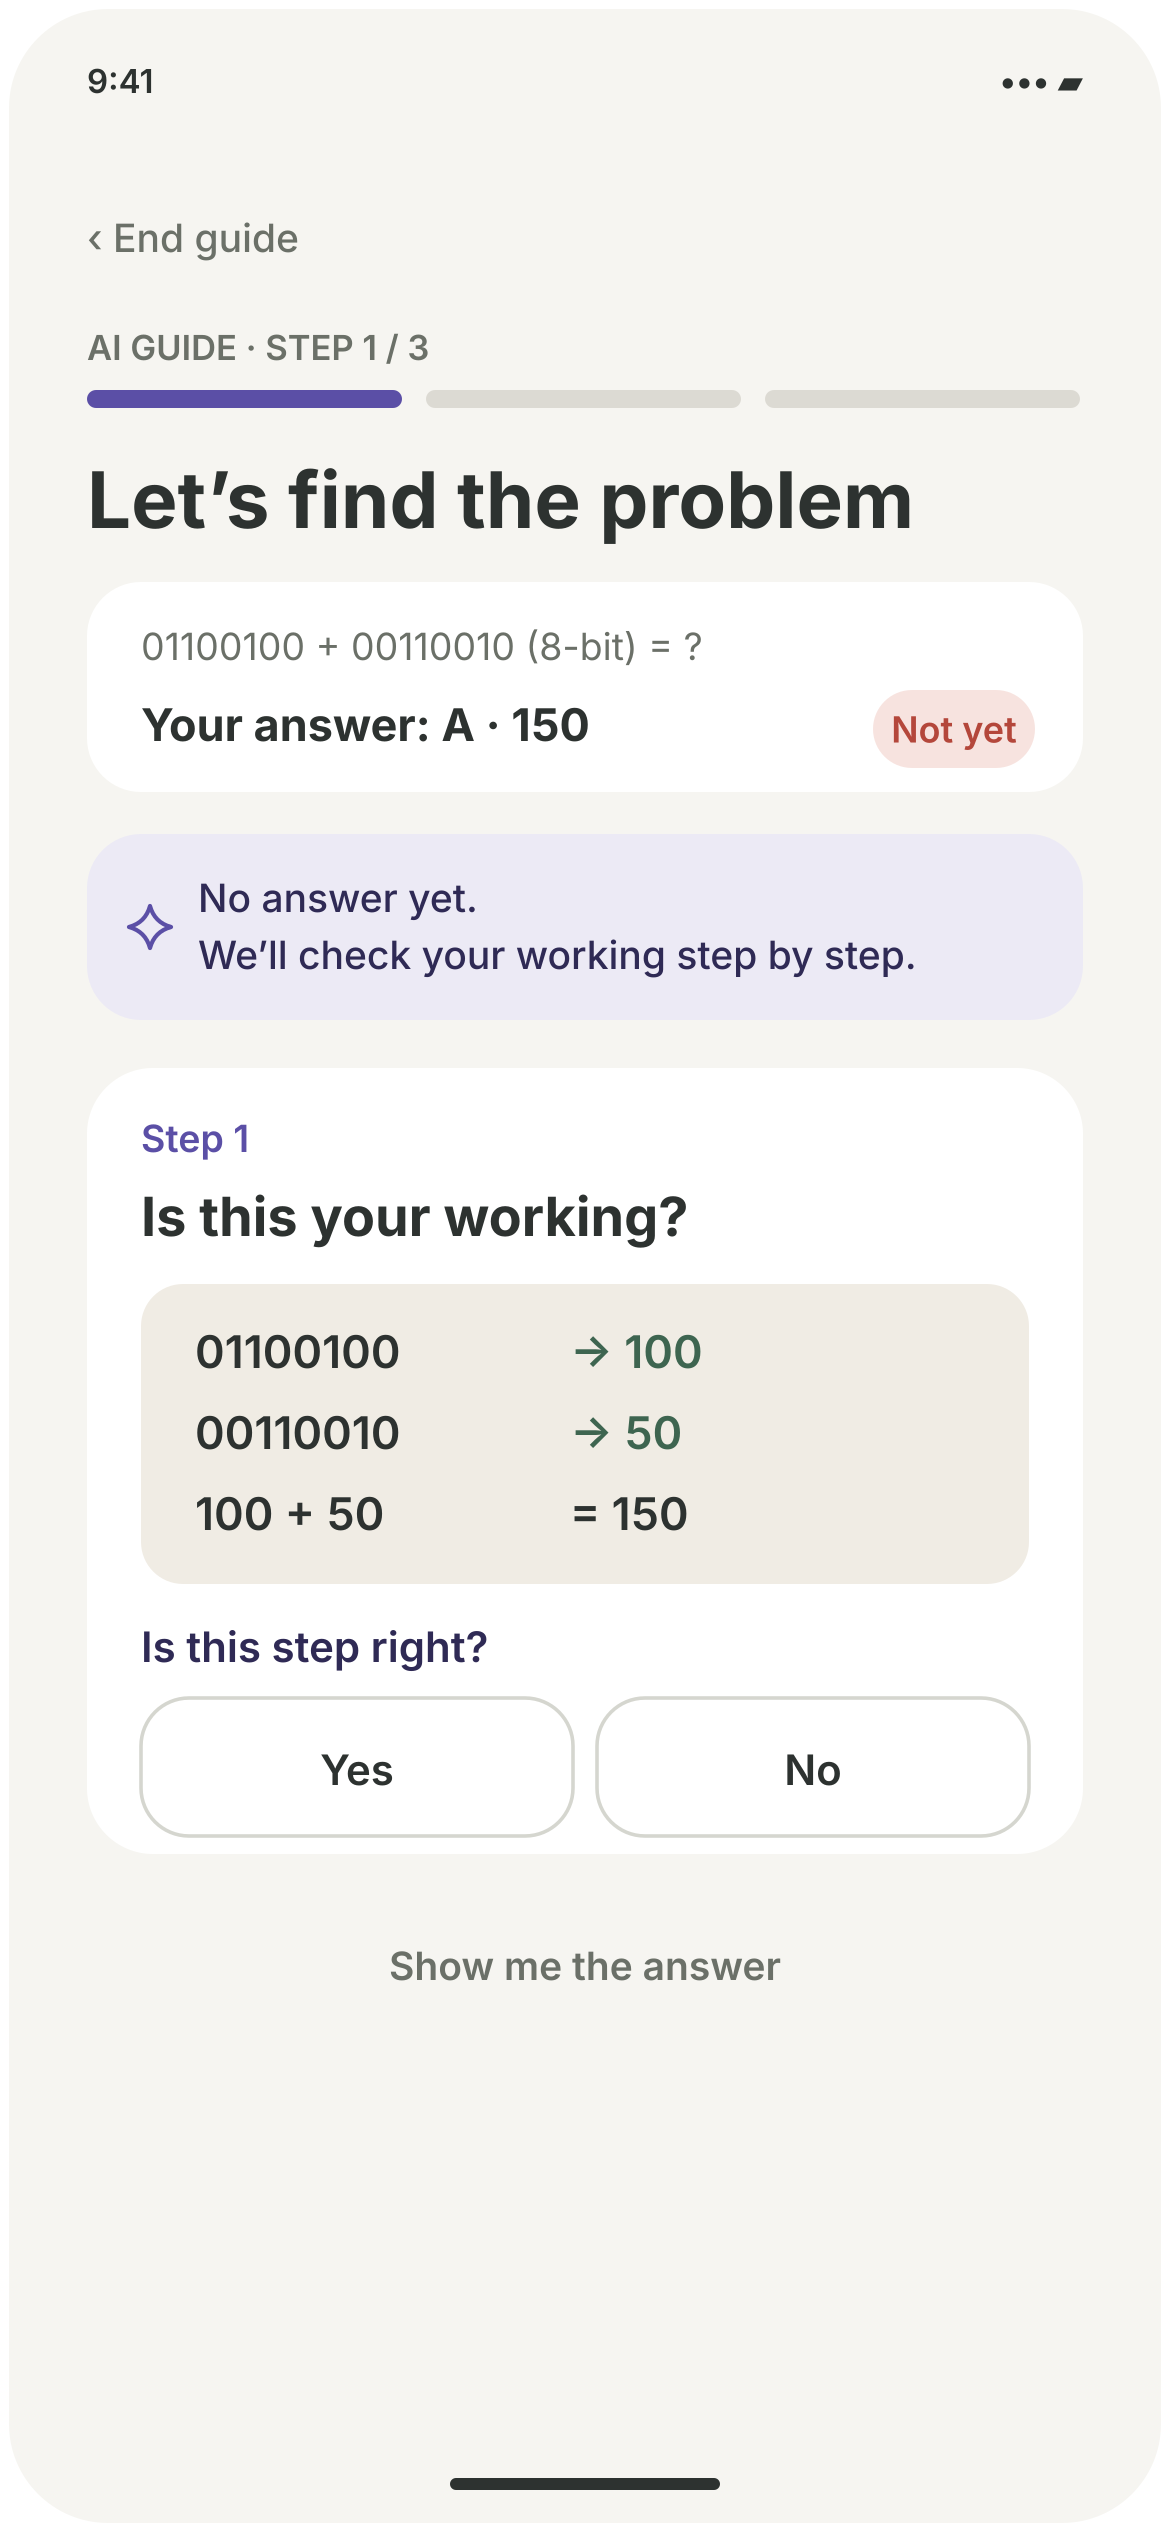 9:41
‹ End guide
AI GUIDE · STEP 1 / 3
Let’s find the problem
01100100 + 00110010 (8-bit) = ?
Your answer: A · 150
Not yet
No answer yet.
We’ll check your working step by step.
Step 1
Is this your working?
01100100 → 100
00110010 → 50
100 + 50 = 150
Is this step right?
Yes
No
Show me the answer